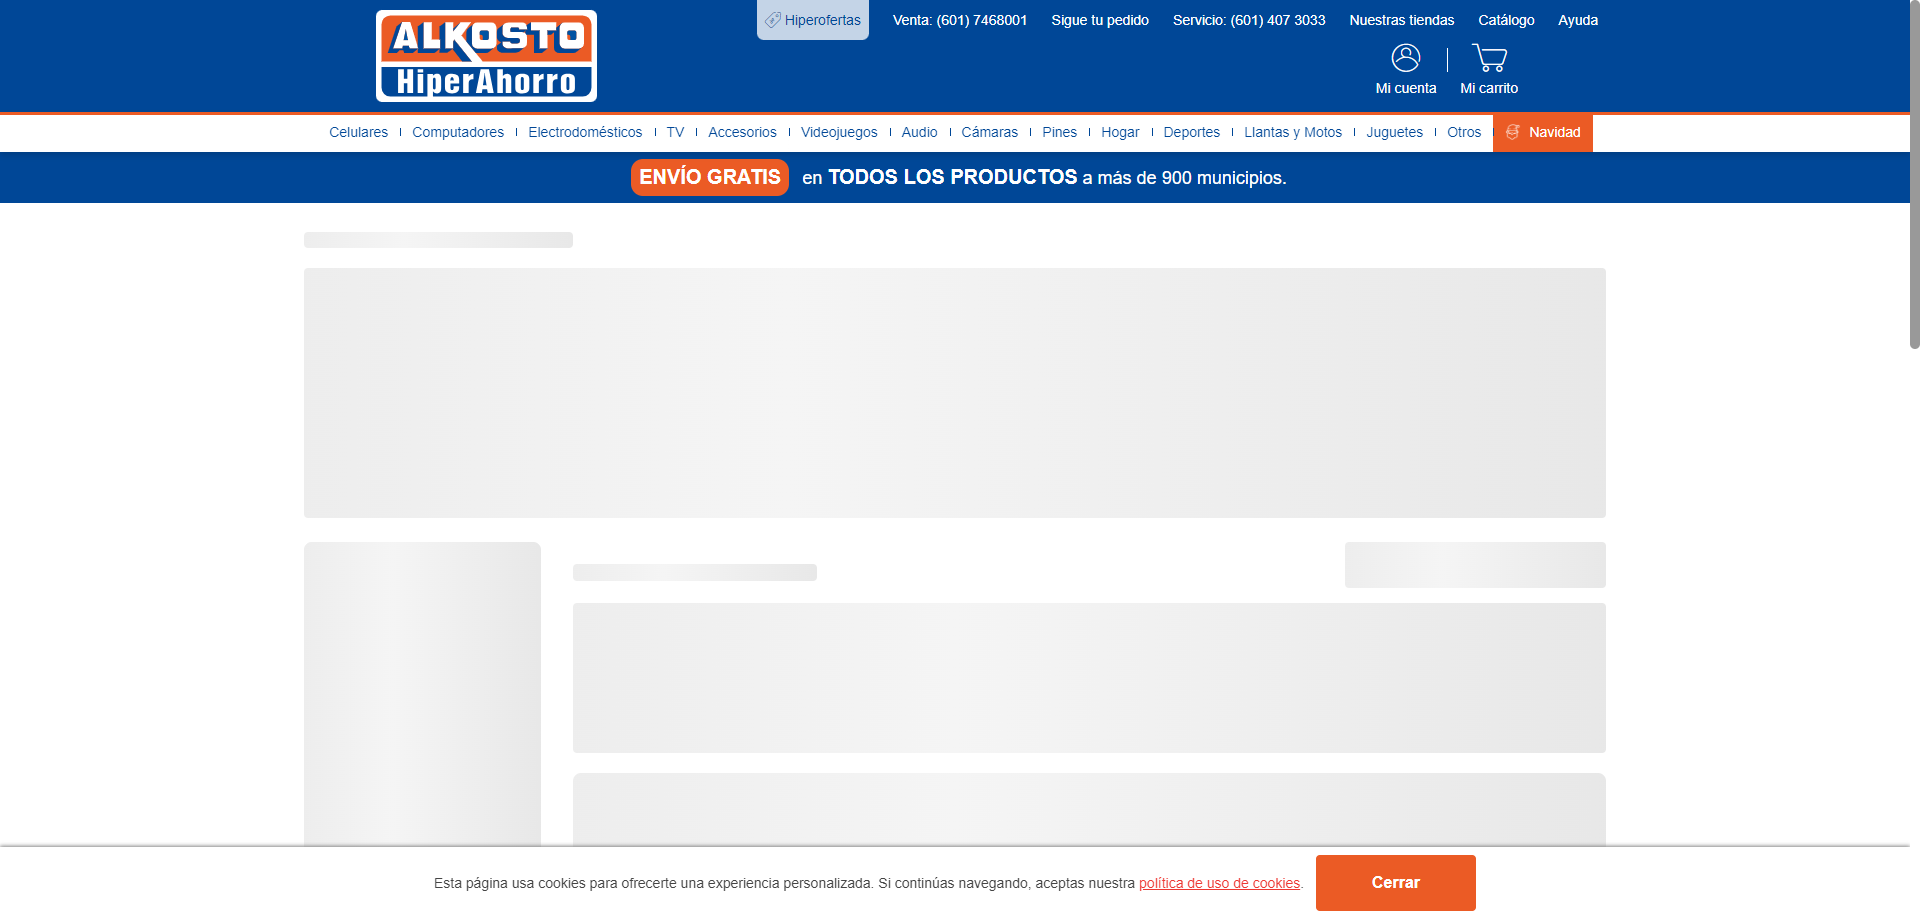 ALKOSTO
HiperAhorro
Hiperofertas
Venta: (601) 7468001
Sigue tu pedido
Servicio: (601) 407 3033
Nuestras tiendas
Catálogo
Ayuda
Mi cuenta
Mi carrito
Celulares
Computadores
Electrodomésticos
TV
Accesorios
Videojuegos
Audio
Cámaras
Pines
Hogar
Deportes
Llantas y Motos
Juguetes
Otros
Navidad
ENVÍO GRATIS en TODOS LOS PRODUCTOS a más de 900 municipios.
Esta página usa cookies para ofrecerte una experiencia personalizada. Si continúas navegando, aceptas nuestra política de uso de cookies.
Cerrar